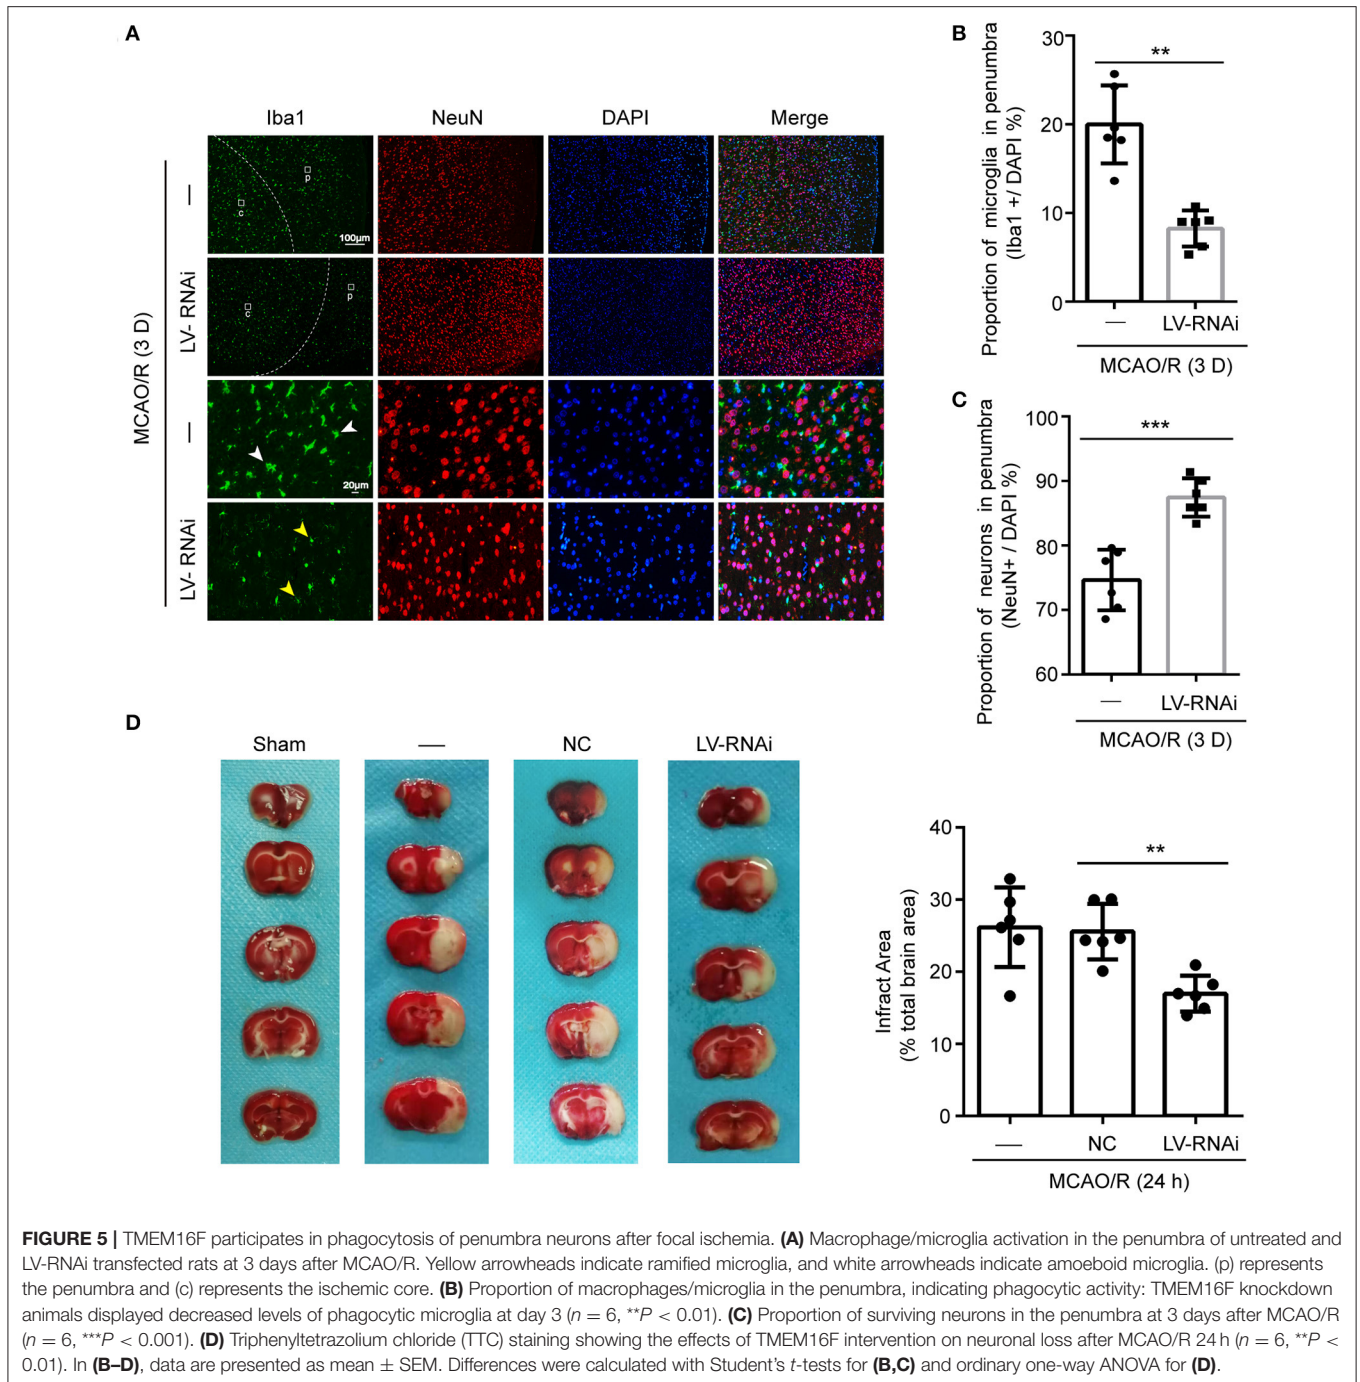 A
Iba1
NeuN
DAPI
Merge
MCAO/R (3 D)
—
p
c
100µm
LV- RNAi
p
c
—
20µm
LV- RNAi
B
Proportion of microglia in penumbra
(Iba1 +/ DAPI %)
30
20
10
0
**
—
LV-RNAi
MCAO/R (3 D)
C
Proportion of neurons in penumbra
(NeuN+ / DAPI %)
100
90
80
70
60
***
—
LV-RNAi
MCAO/R (3 D)
D
Sham
—
NC
LV-RNAi
Infract Area
(% total brain area)
40
30
20
10
0
**
—
NC
LV-RNAi
MCAO/R (24 h)
FIGURE 5 | TMEM16F participates in phagocytosis of penumbra neurons after focal ischemia. (A) Macrophage/microglia activation in the penumbra of untreated and
LV-RNAi transfected rats at 3 days after MCAO/R. Yellow arrowheads indicate ramified microglia, and white arrowheads indicate amoeboid microglia. (p) represents
the penumbra and (c) represents the ischemic core. (B) Proportion of macrophages/microglia in the penumbra, indicating phagocytic activity: TMEM16F knockdown
animals displayed decreased levels of phagocytic microglia at day 3 (n = 6, **P < 0.01). (C) Proportion of surviving neurons in the penumbra at 3 days after MCAO/R
(n = 6, ***P < 0.001). (D) Triphenyltetrazolium chloride (TTC) staining showing the effects of TMEM16F intervention on neuronal loss after MCAO/R 24 h (n = 6, **P <
0.01). In (B–D), data are presented as mean ± SEM. Differences were calculated with Student's t-tests for (B,C) and ordinary one-way ANOVA for (D).